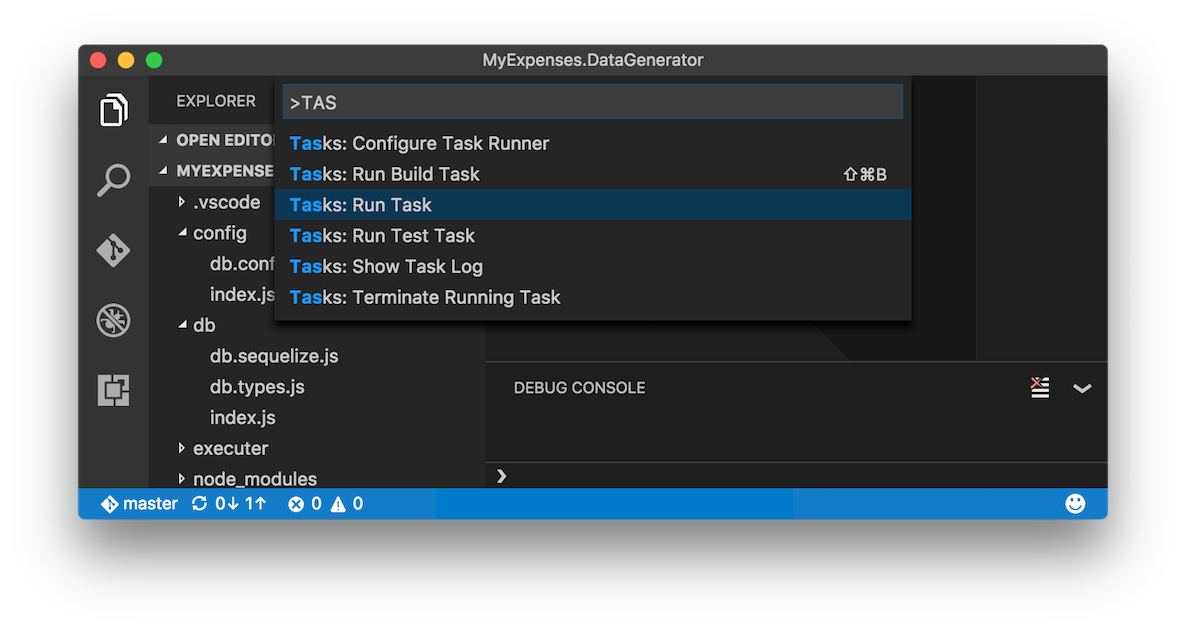 MyExpenses.DataGenerator
EXPLORER
>TAS
OPEN EDITO
Tasks: Configure Task Runner
MYEXPENSE
Tasks: Run Build Task ⇧⌘B
.vscode
Tasks: Run Task
config
Tasks: Run Test Task
db.conf
Tasks: Show Task Log
index.js
Tasks: Terminate Running Task
db
db.sequelize.js
db.types.js
DEBUG CONSOLE
index.js
executer
node_modules
master 0↓ 1↑ 0 0